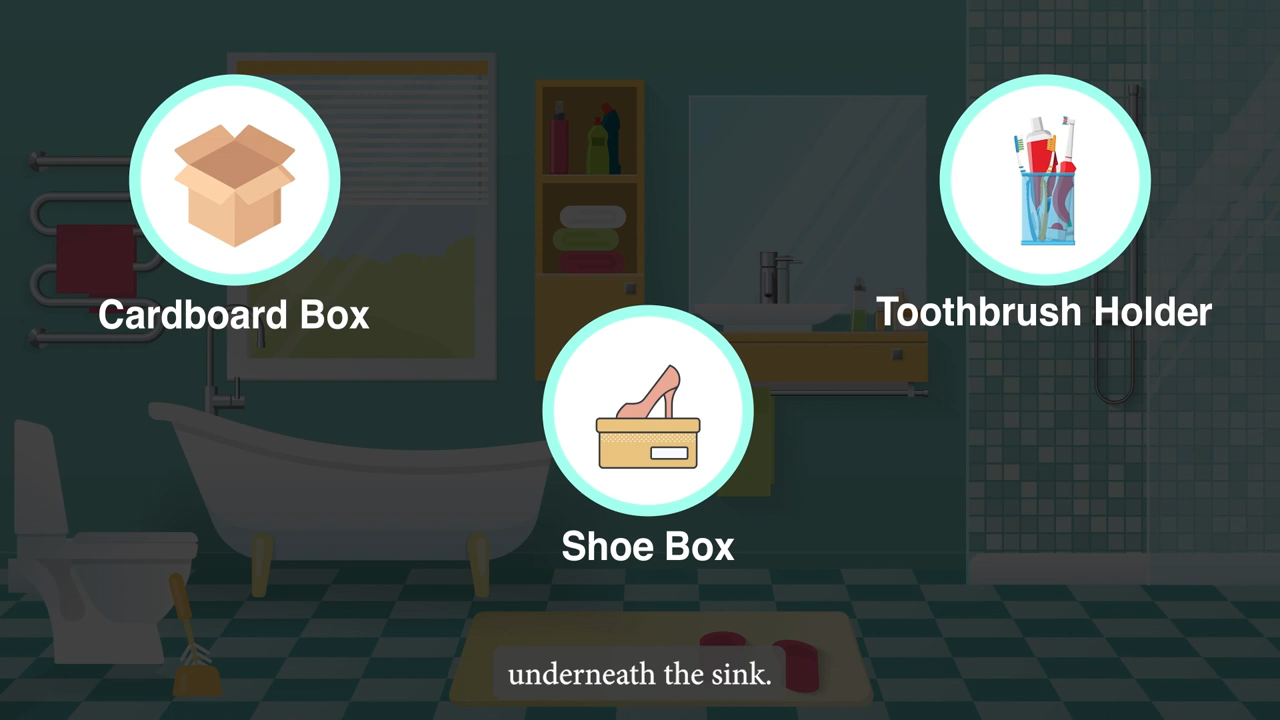 Cardboard Box
Toothbrush Holder
Shoe Box
underneath the sink.